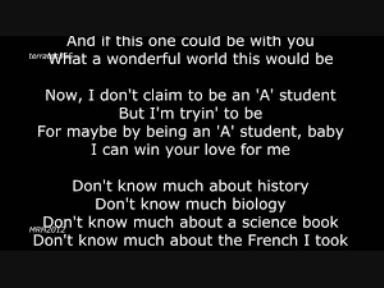 And if this one could be with you
What a wonderful world this would be
Now, I don't claim to be an 'A' student
But I'm tryin' to be
For maybe by being an 'A' student, baby
I can win your love for me
Don't know much about history
Don't know much biology
MRM2012
Don't know much about a science book
Don't know much about the French I took